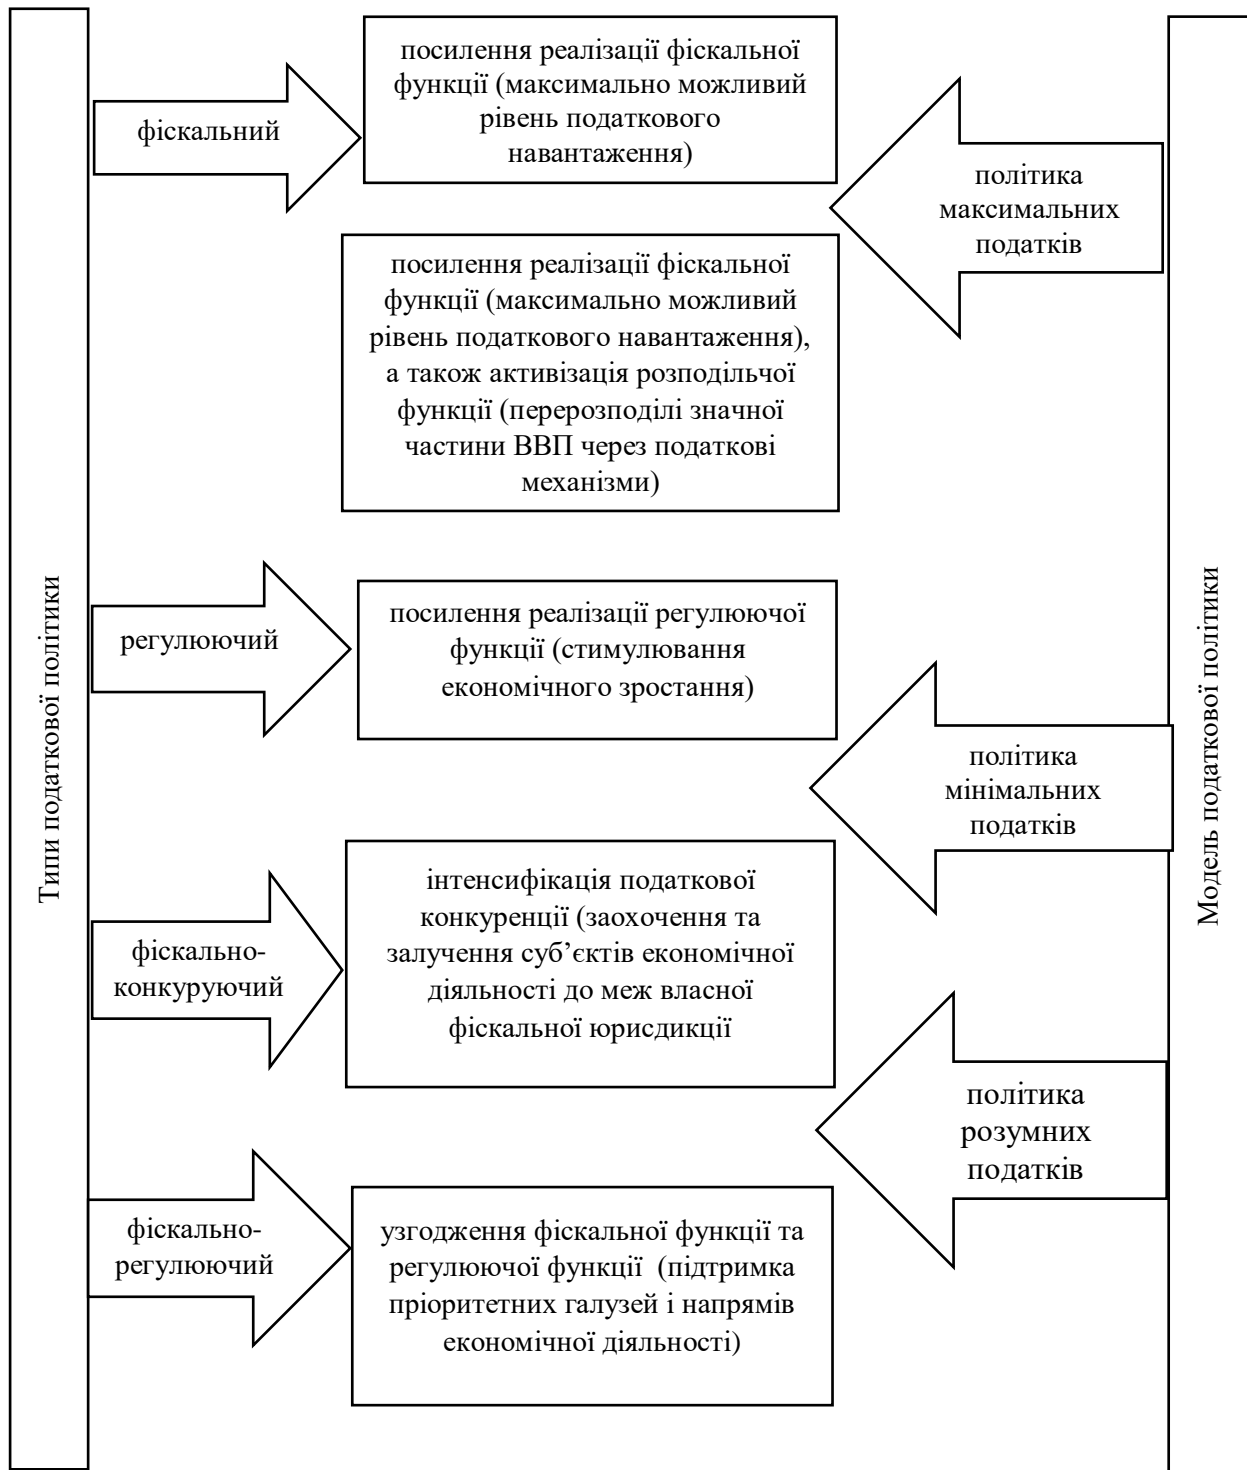 Типи податкової політики
фіскальний
посилення реалізації фіскальної
функції (максимально можливий
рівень податкового
навантаження)
політика
максимальних
податків
посилення реалізації фіскальної
функції (максимально можливий
рівень податкового навантаження),
а також активізація розподільчої
функції (перерозподілі значної
частини ВВП через податкові
механізми)
регулюючий
посилення реалізації регулюючої
функції (стимулювання
економічного зростання)
політика
мінімальних
податків
фіскально-
конкуруючий
інтенсифікація податкової
конкуренції (заохочення та
залучення суб’єктів економічної
діяльності до меж власної
фіскальної юрисдикції
політика
розумних
податків
фіскально-
регулюючий
узгодження фіскальної функції та
регулюючої функції  (підтримка
пріоритетних галузей і напрямів
економічної діяльності)
Модель податкової політики